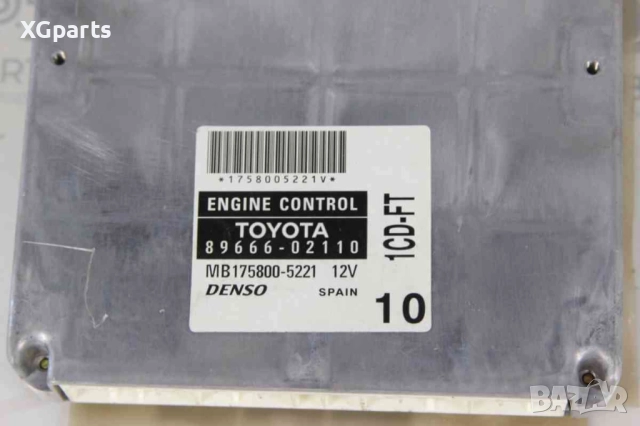 XGparts
*1758005221V*
ENGINE CONTROL
TOYOTA
89666-02110
MB175800-5221 12V
DENSO SPAIN
10
1CD-FT
BAZAR